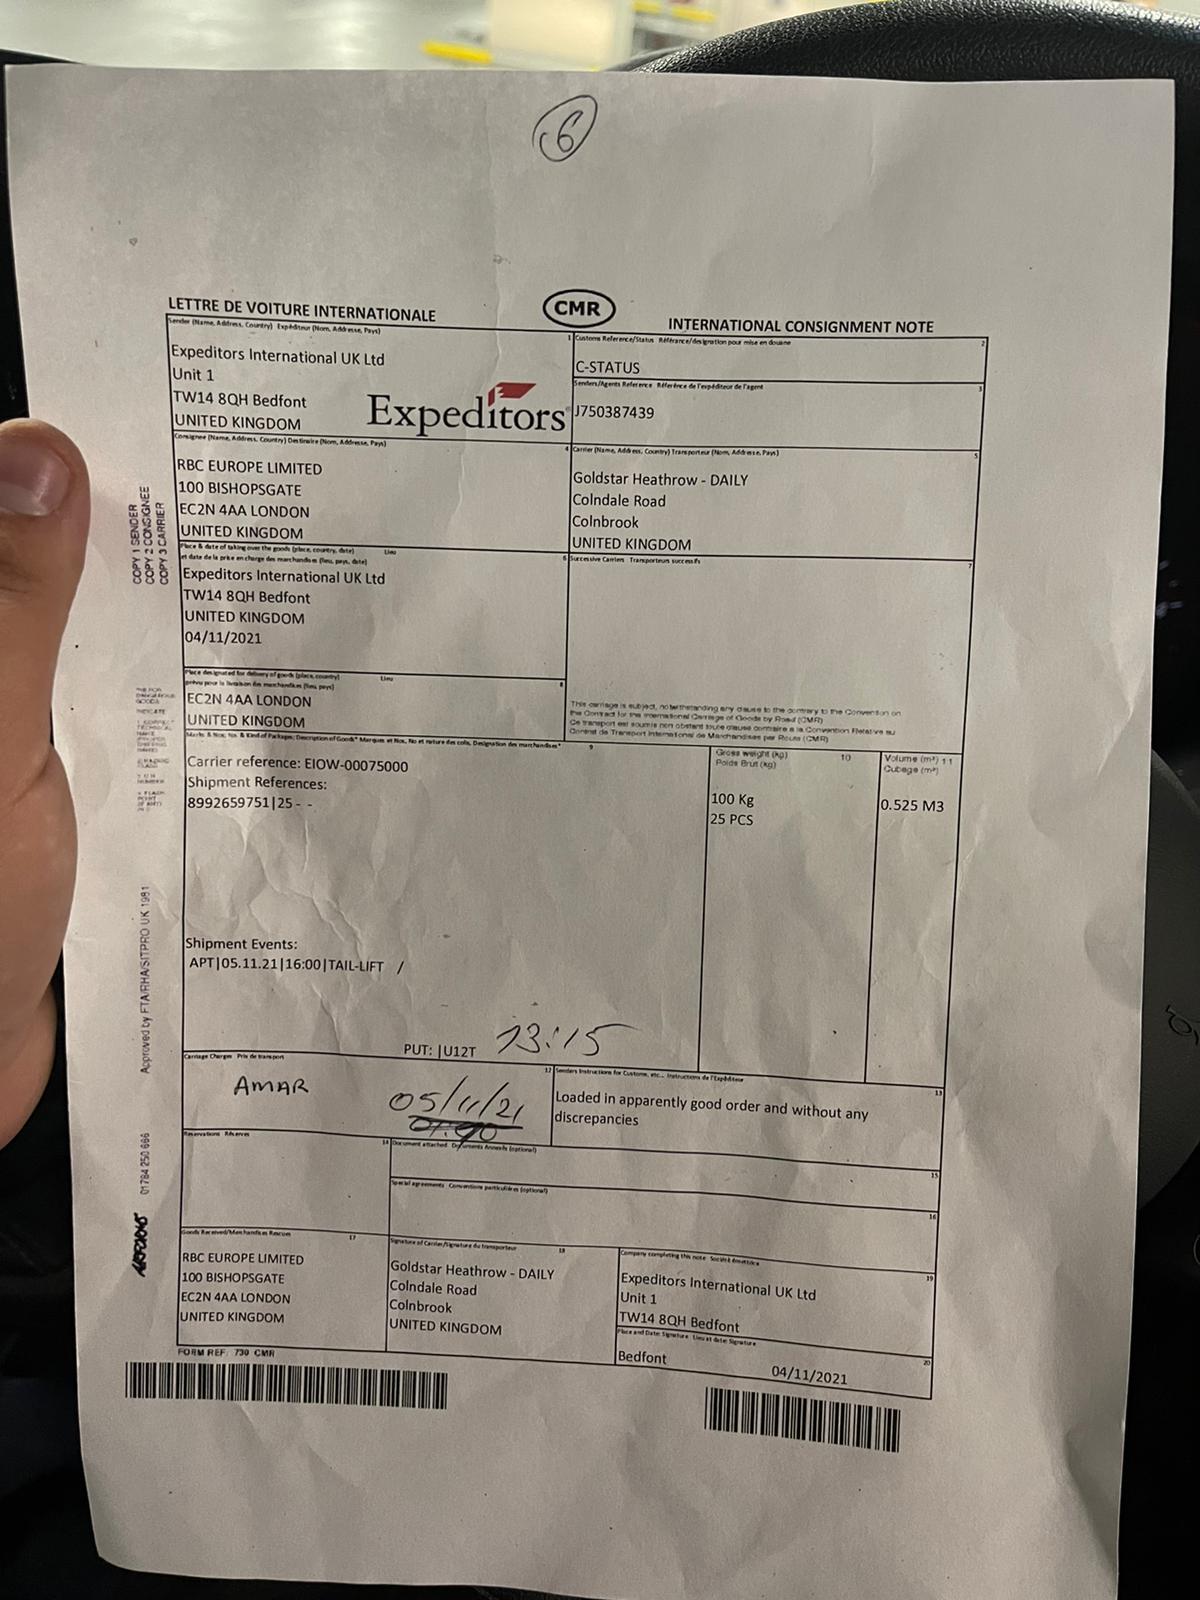 6
LETTRE DE VOITURE INTERNATIONALE
CMR
INTERNATIONAL CONSIGNMENT NOTE
Sender (Name, Address, Country) Expéditeur (Nom, Addresse, Pays)
Expeditors International UK Ltd
Unit 1
TW14 8QH Bedfont
UNITED KINGDOM
Expeditors
1
Customs Reference/Status Référance/designation pour mise en douane
2
C-STATUS
Senders/Agents Reference Référence de l'expéditeur de l'agent
3
J750387439
Consignee (Name, Address, Country) Destinaire (Nom, Addresse, Pays)
4
RBC EUROPE LIMITED
100 BISHOPSGATE
EC2N 4AA LONDON
UNITED KINGDOM
Carrier (Name, Address, Country) Transporteur (Nom, Addresse, Pays)
5
Goldstar Heathrow - DAILY
Colndale Road
Colnbrook
UNITED KINGDOM
COPY 1 SENDER
COPY 2 CONSIGNEE
COPY 3 CARRIER
Place & date of taking over the goods (place, country, date) Lieu
et date de la prise en charge des marchandises (lieu, pays, date)
6
Expeditors International UK Ltd
TW14 8QH Bedfont
UNITED KINGDOM
04/11/2021
Successive Carriers Transporteurs successifs
7
Place designated for delivery of goods (place, country) Lieu
prévu pour la livraison des marchandises (lieu, pays)
8
EC2N 4AA LONDON
UNITED KINGDOM
This carriage is subject, notwithstanding any clause to the contrary to the Convention on
the Contract for the International Carriage of Goods by Road (CMR)
Ce transport est soumis non obstant toute clause contraire a la Convention Relative au
Contrat de Transport International de Marchandises par Route (CMR)
Marks & Nos; No. & Kind of Packages; Description of Goods* Marques et Nos, No et nature des colis, Designation des marchandises*
9
Gross weight (kg)
Poids Brut (kg)
10
Volume (m³) 11
Cubage (m³)
Carrier reference: EIOW-00075000
Shipment References:
8992659751|25 - -
100 Kg
25 PCS
0.525 M3
Approved by FTA/RHA/SITPRO UK 1981
Shipment Events:
APT|05.11.21|16:00|TAIL-LIFT /
PUT: |U12T
13:15
Carriage Charges Prix de transport
12
AMAR
05/11/21
Senders Instructions for Customs, etc... Instructions de l'Expéditeur
13
Loaded in apparently good order and without any
discrepancies
01784 250 666
Reservations Réserves
14
Document attached Documents Annexés (optional)
15
Special agreements Conventions particulières (optional)
16
Goods Received/Merchandises Rescues
17
RBC EUROPE LIMITED
100 BISHOPSGATE
EC2N 4AA LONDON
UNITED KINGDOM
Signature of Carrier/Signature du transporteur
18
Goldstar Heathrow - DAILY
Colndale Road
Colnbrook
UNITED KINGDOM
Company completing this note Société émettrice
19
Expeditors International UK Ltd
Unit 1
TW14 8QH Bedfont
Place and Date: Signature Lieu et date: Signature
20
Bedfont
04/11/2021
FORM REF: 730 CMR